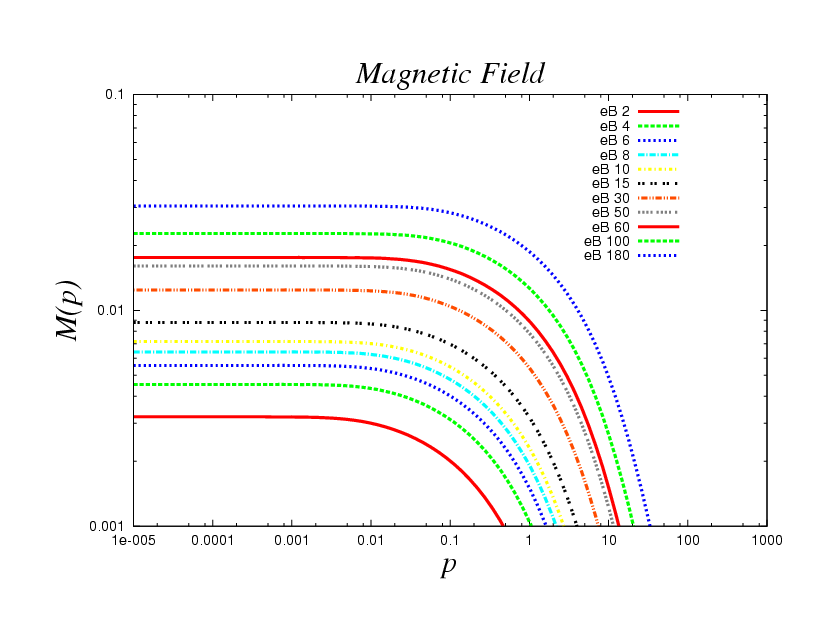 Magnetic Field
0.1
eB 2
eB 4
eB 6
eB 8
eB 10
eB 15
eB 30
eB 50
eB 60
eB 100
eB 180
M(p)
0.01
0.001
1e-005 0.0001 0.001 0.01 0.1 1 10 100 1000
p